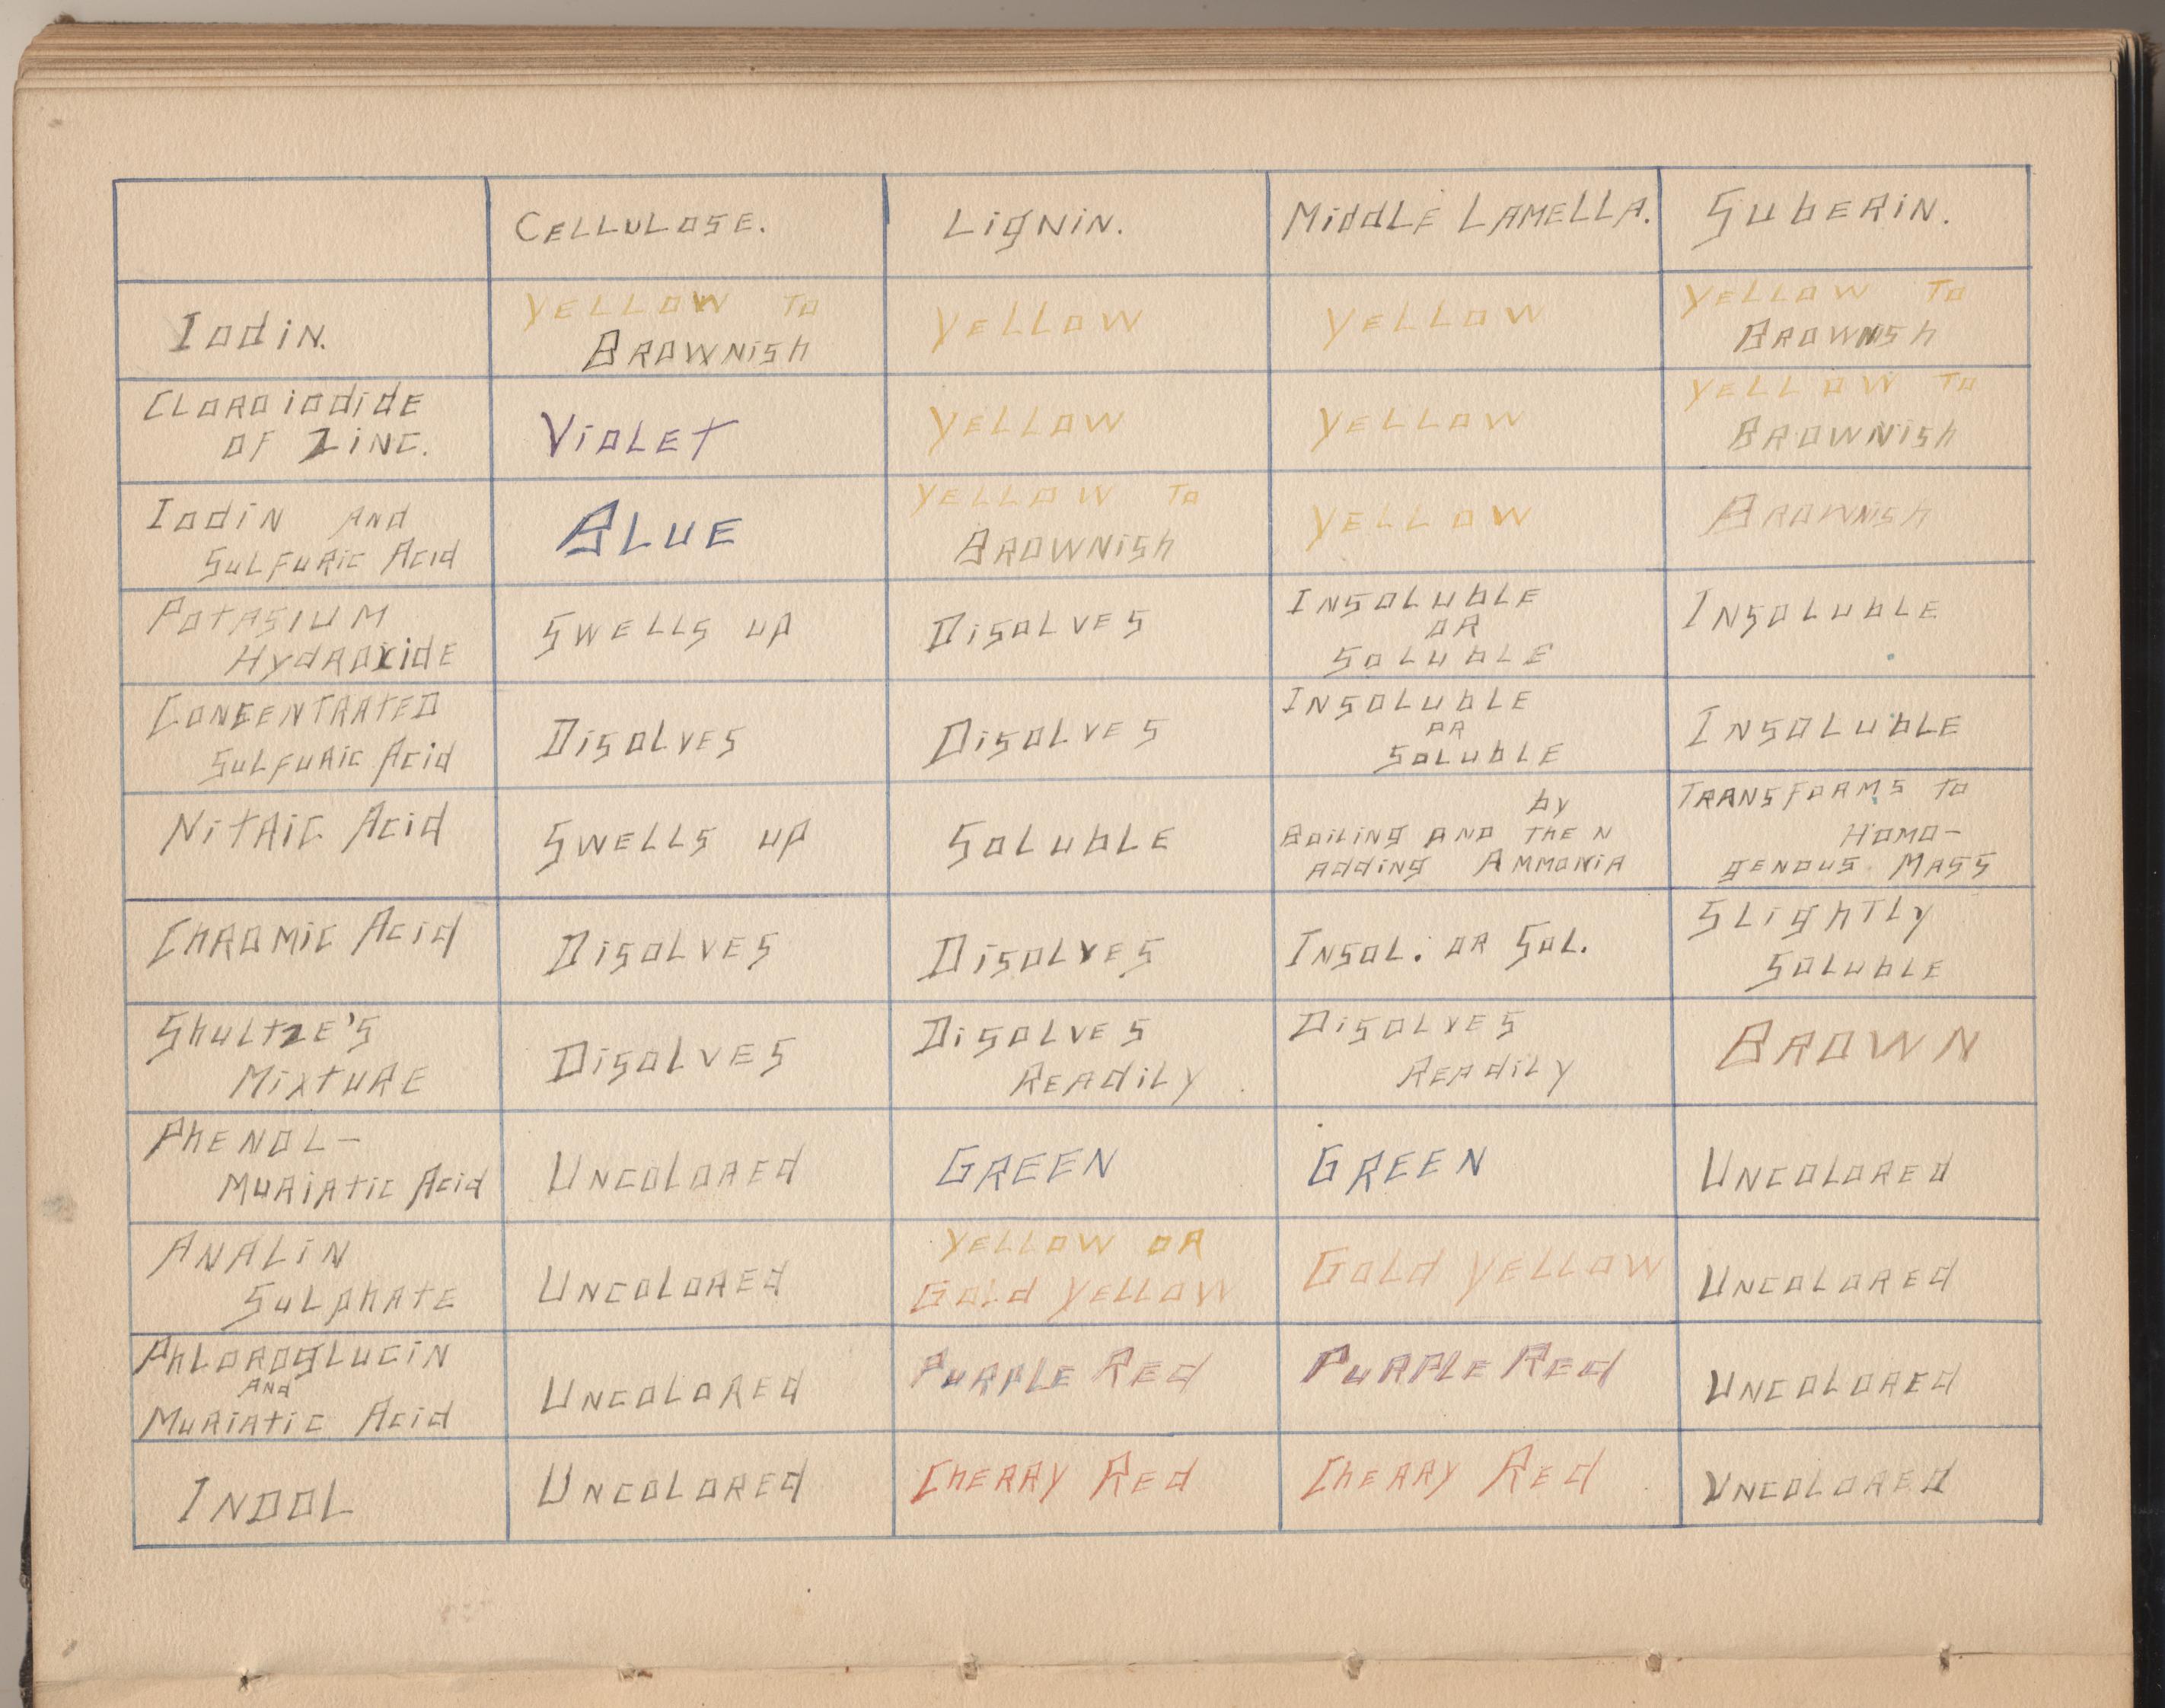 CELLULOSE. LIGNIN. MIDDLE LAMELLA. SUBERIN.
IODIN. YELLOW TO BROWNISH YELLOW YELLOW YELLOW TO BROWNISH
CLOROIODIDE OF ZINC. VIOLET YELLOW YELLOW YELLOW TO BROWNISH
IODIN AND SULFURIC ACID BLUE YELLOW TO BROWNISH YELLOW BROWNISH
POTASIUM HYDROXIDE SWELLS UP DISOLVES INSOLUBLE OR SOLUBLE INSOLUBLE
CONCENTRATED SULFURIC ACID DISOLVES DISOLVES INSOLUBLE OR SOLUBLE INSOLUBLE
NITRIC ACID SWELLS UP SOLUBLE BY BOILING AND THEN ADDING AMMONIA TRANSFORMS TO HOMO- GENOUS MASS
CHROMIC ACID DISOLVES DISOLVES INSOL. OR SOL. SLIGHTLY SOLUBLE
SHULTZE'S MIXTURE DISOLVES DISOLVES READILY DISOLVES READILY BROWN
PHENOL- MURIATIC ACID UNCOLORED GREEN GREEN UNCOLORED
ANALIN SULPHATE UNCOLORED YELLOW OR GOLD YELLOW GOLD YELLOW UNCOLORED
PHLOROGLUCIN AND MURIATIC ACID UNCOLORED PURPLE RED PURPLE RED UNCOLORED
INDOL UNCOLORED CHERRY RED CHERRY RED UNCOLORED